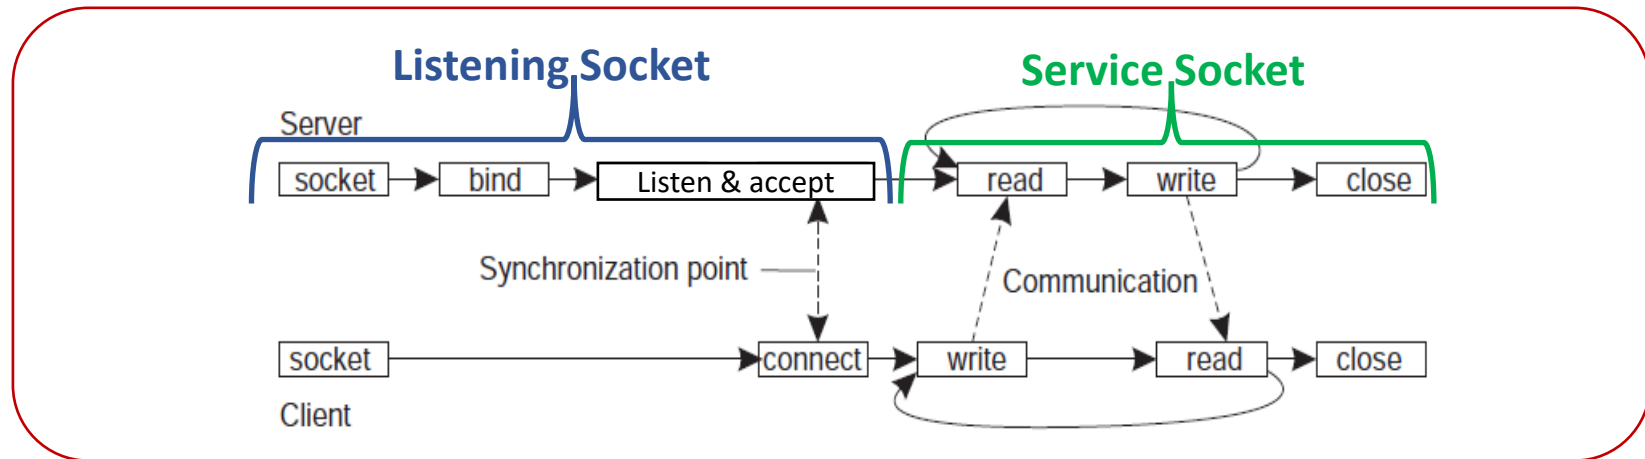 Listening Socket
Service Socket
Server
socket
bind
Listen & accept
read
write
close
Synchronization point
Communication
socket
connect
write
read
close
Client